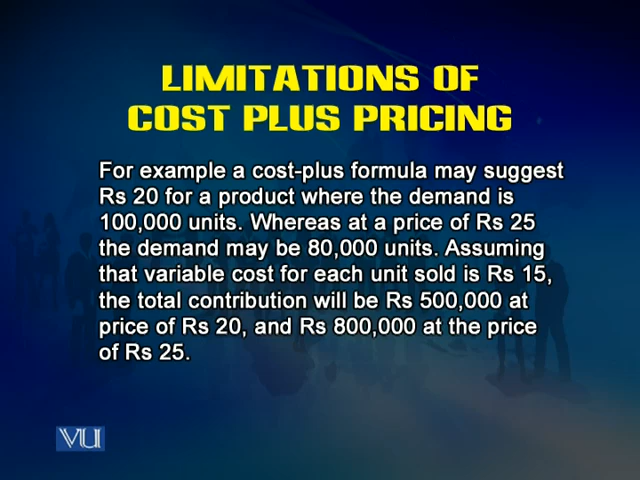 LIMITATIONS OF
COST PLUS PRICING
For example a cost-plus formula may suggest
Rs 20 for a product where the demand is
100,000 units. Whereas at a price of Rs 25
the demand may be 80,000 units. Assuming
that variable cost for each unit sold is Rs 15,
the total contribution will be Rs 500,000 at
price of Rs 20, and Rs 800,000 at the price
of Rs 25.
VU